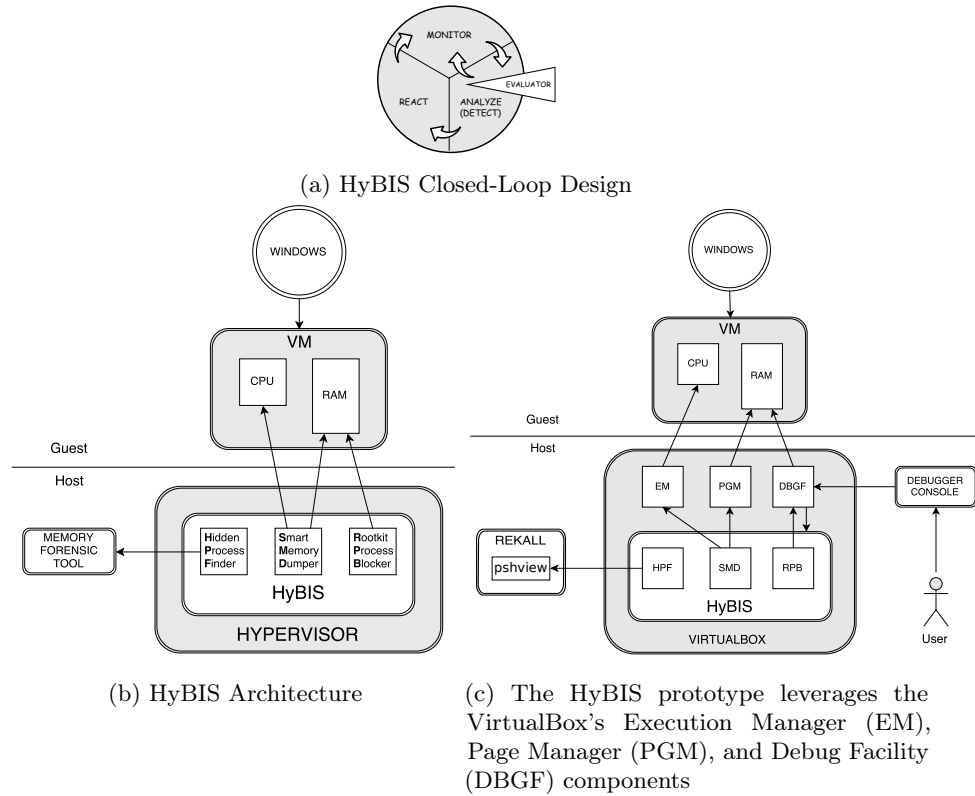 MONITOR
EVALUATOR
REACT
ANALYZE
(DETECT)
(a) HyBIS Closed-Loop Design
WINDOWS
VM
CPU
RAM
Guest
Host
MEMORY
FORENSIC
TOOL
Hidden
Process
Finder
Smart
Memory
Dumper
Rootkit
Process
Blocker
HyBIS
HYPERVISOR
(b) HyBIS Architecture
WINDOWS
VM
CPU
RAM
Guest
Host
EM
PGM
DBGF
DEBUGGER
CONSOLE
REKALL
pshview
HPF
SMD
RPB
HyBIS
VIRTUALBOX
User
(c) The HyBIS prototype leverages the
VirtualBox's Execution Manager (EM),
Page Manager (PGM), and Debug Facility
(DBGF) components